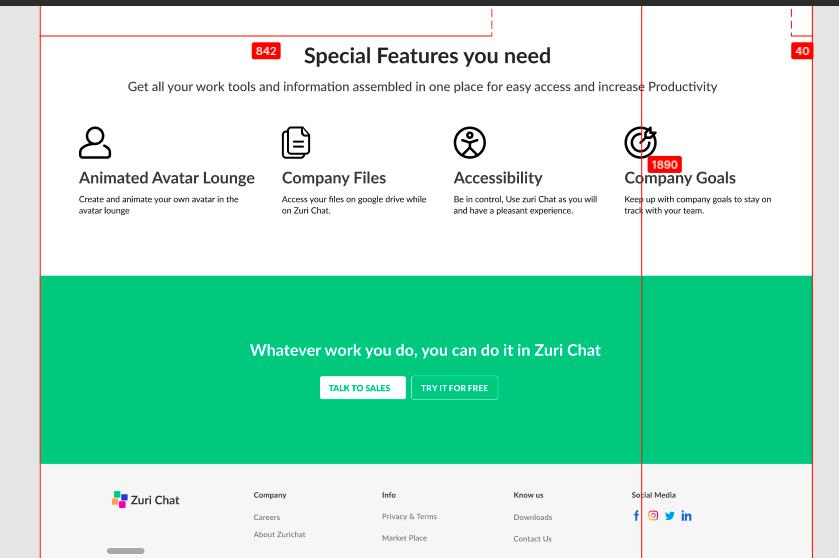 842
40
Special Features you need
Get all your work tools and information assembled in one place for easy access and increase Productivity
1890
Animated Avatar Lounge
Create and animate your own avatar in the
avatar lounge
Company Files
Access your files on google drive while
on Zuri Chat.
Accessibility
Be in control, Use zuri Chat as you will
and have a pleasant experience.
Company Goals
Keep up with company goals to stay on
track with your team.
Whatever work you do, you can do it in Zuri Chat
TALK TO SALES
TRY IT FOR FREE
Zuri Chat
Company
Careers
About Zurichat
Info
Privacy & Terms
Market Place
Know us
Downloads
Contact Us
Social Media